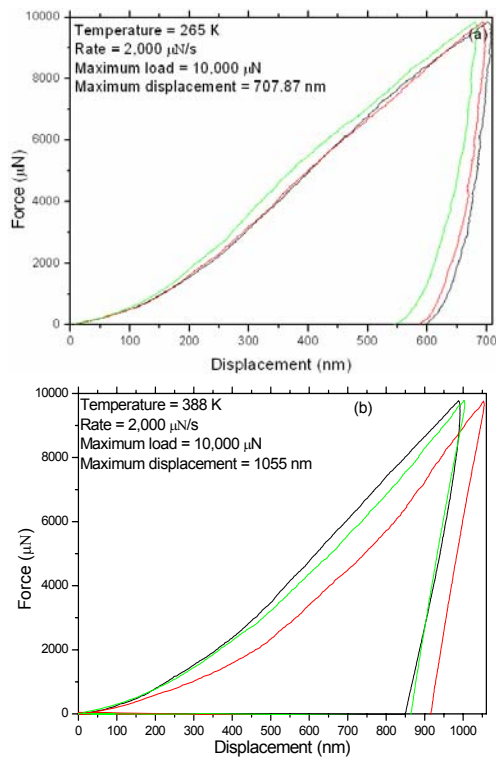 10000
8000
6000
4000
2000
0
Force (μN)
Temperature = 265 K
(a)
Rate = 2,000 μN/s
Maximum load = 10,000 μN
Maximum displacement = 707.87 nm
0 100 200 300 400 500 600 700
Displacement (nm)
10000
8000
6000
4000
2000
0
Force (μN)
Temperature = 388 K
(b)
Rate = 2,000 μN/s
Maximum load = 10,000 μN
Maximum displacement = 1055 nm
0 100 200 300 400 500 600 700 800 900 1000
Displacement (nm)